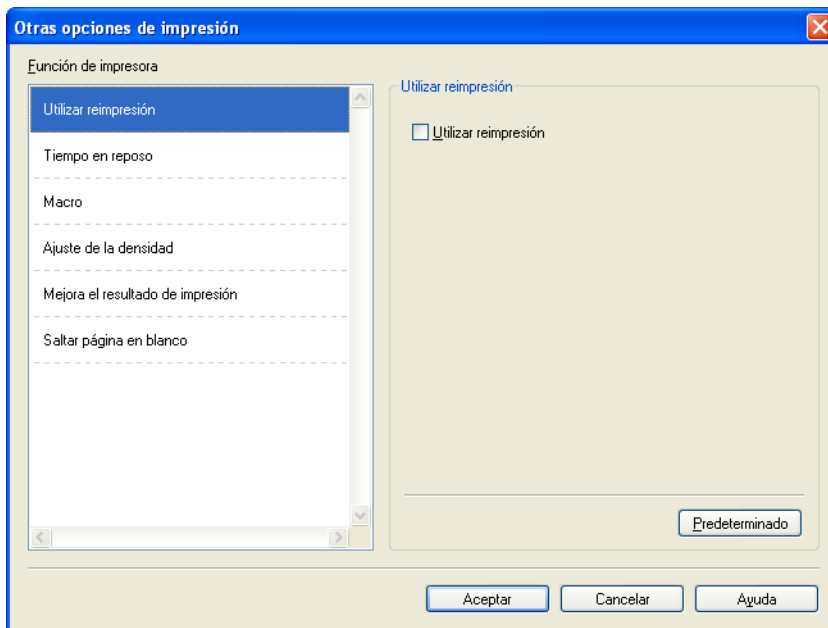 Otras opciones de impresión
Función de impresora
Utilizar reimpresión
Tiempo en reposo
Macro
Ajuste de la densidad
Mejora el resultado de impresión
Saltar página en blanco
Utilizar reimpresión
Utilizar reimpresión
Predeterminado
Aceptar
Cancelar
Ayuda